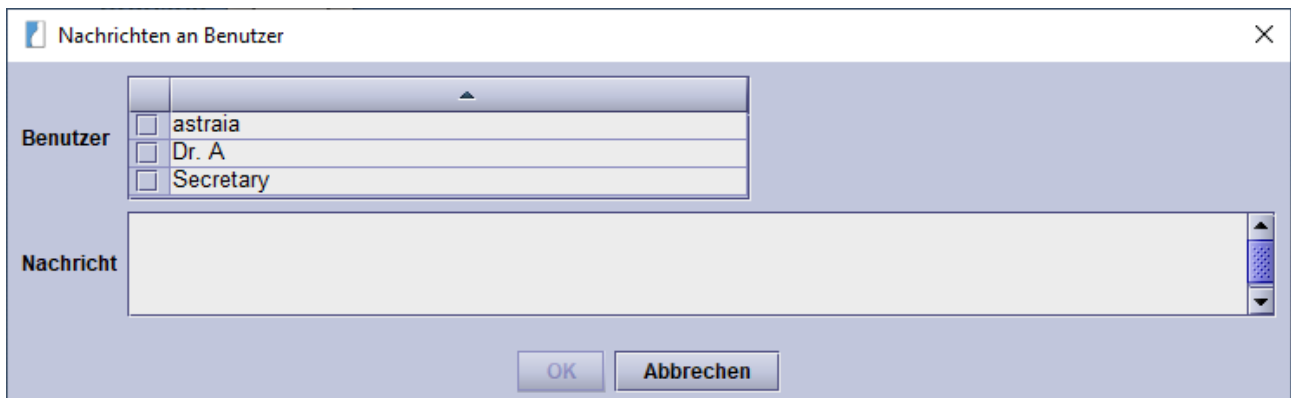 Nachrichten an Benutzer
Benutzer
astraia
Dr. A
Secretary
Nachricht
OK Abbrechen